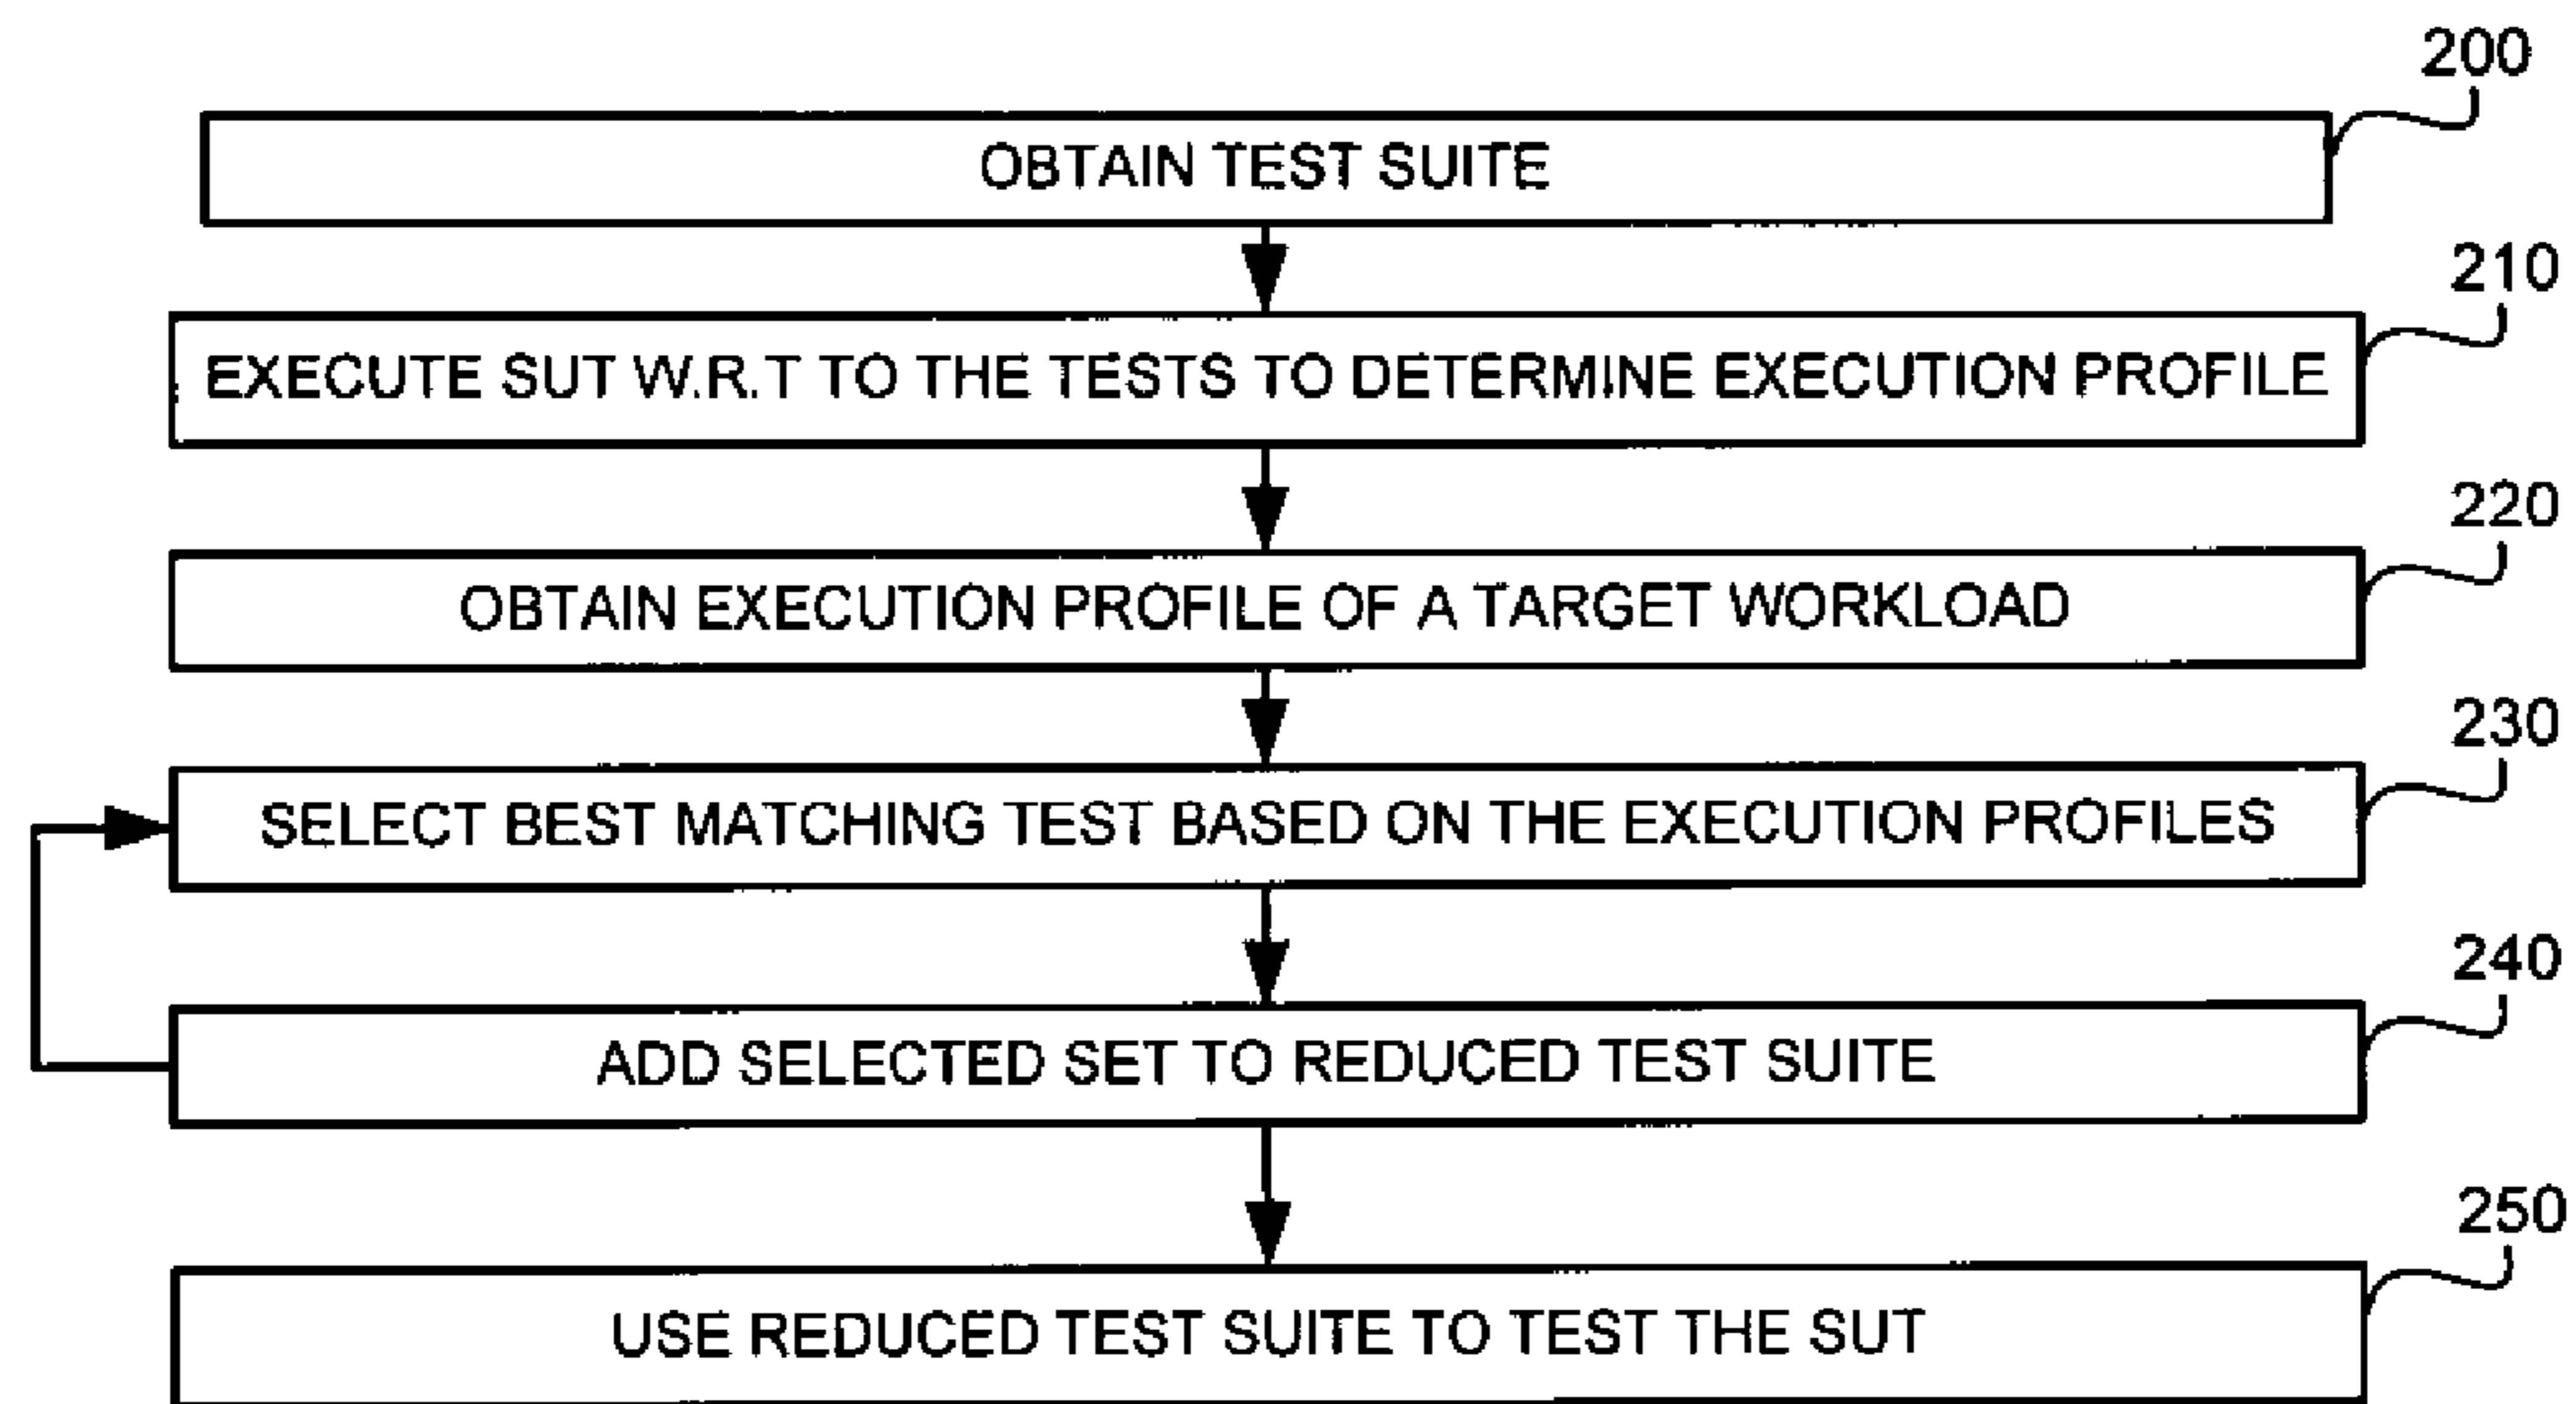 200
OBTAIN TEST SUITE
210
EXECUTE SUT W.R.T TO THE TESTS TO DETERMINE EXECUTION PROFILE
220
OBTAIN EXECUTION PROFILE OF A TARGET WORKLOAD
230
SELECT BEST MATCHING TEST BASED ON THE EXECUTION PROFILES
240
ADD SELECTED SET TO REDUCED TEST SUITE
250
USE REDUCED TEST SUITE TO TEST THE SUT